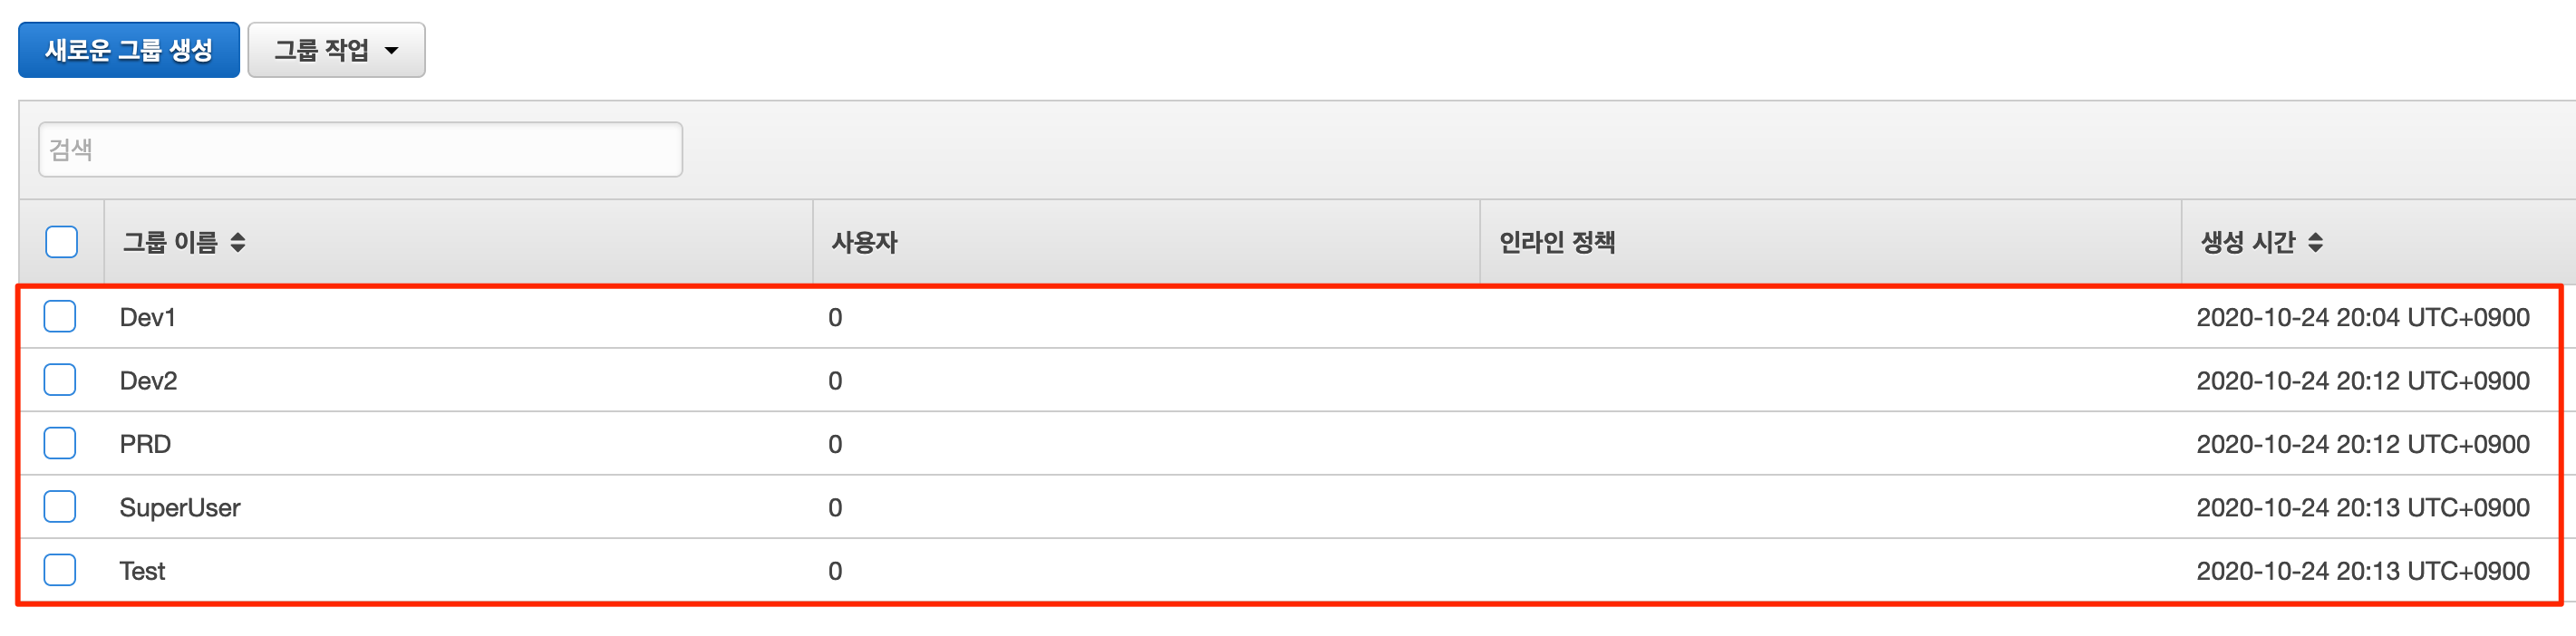 새로운 그룹 생성 그룹 작업
검색
그룹 이름 사용자 인라인 정책 생성 시간
Dev1 0 2020-10-24 20:04 UTC+0900
Dev2 0 2020-10-24 20:12 UTC+0900
PRD 0 2020-10-24 20:12 UTC+0900
SuperUser 0 2020-10-24 20:13 UTC+0900
Test 0 2020-10-24 20:13 UTC+0900